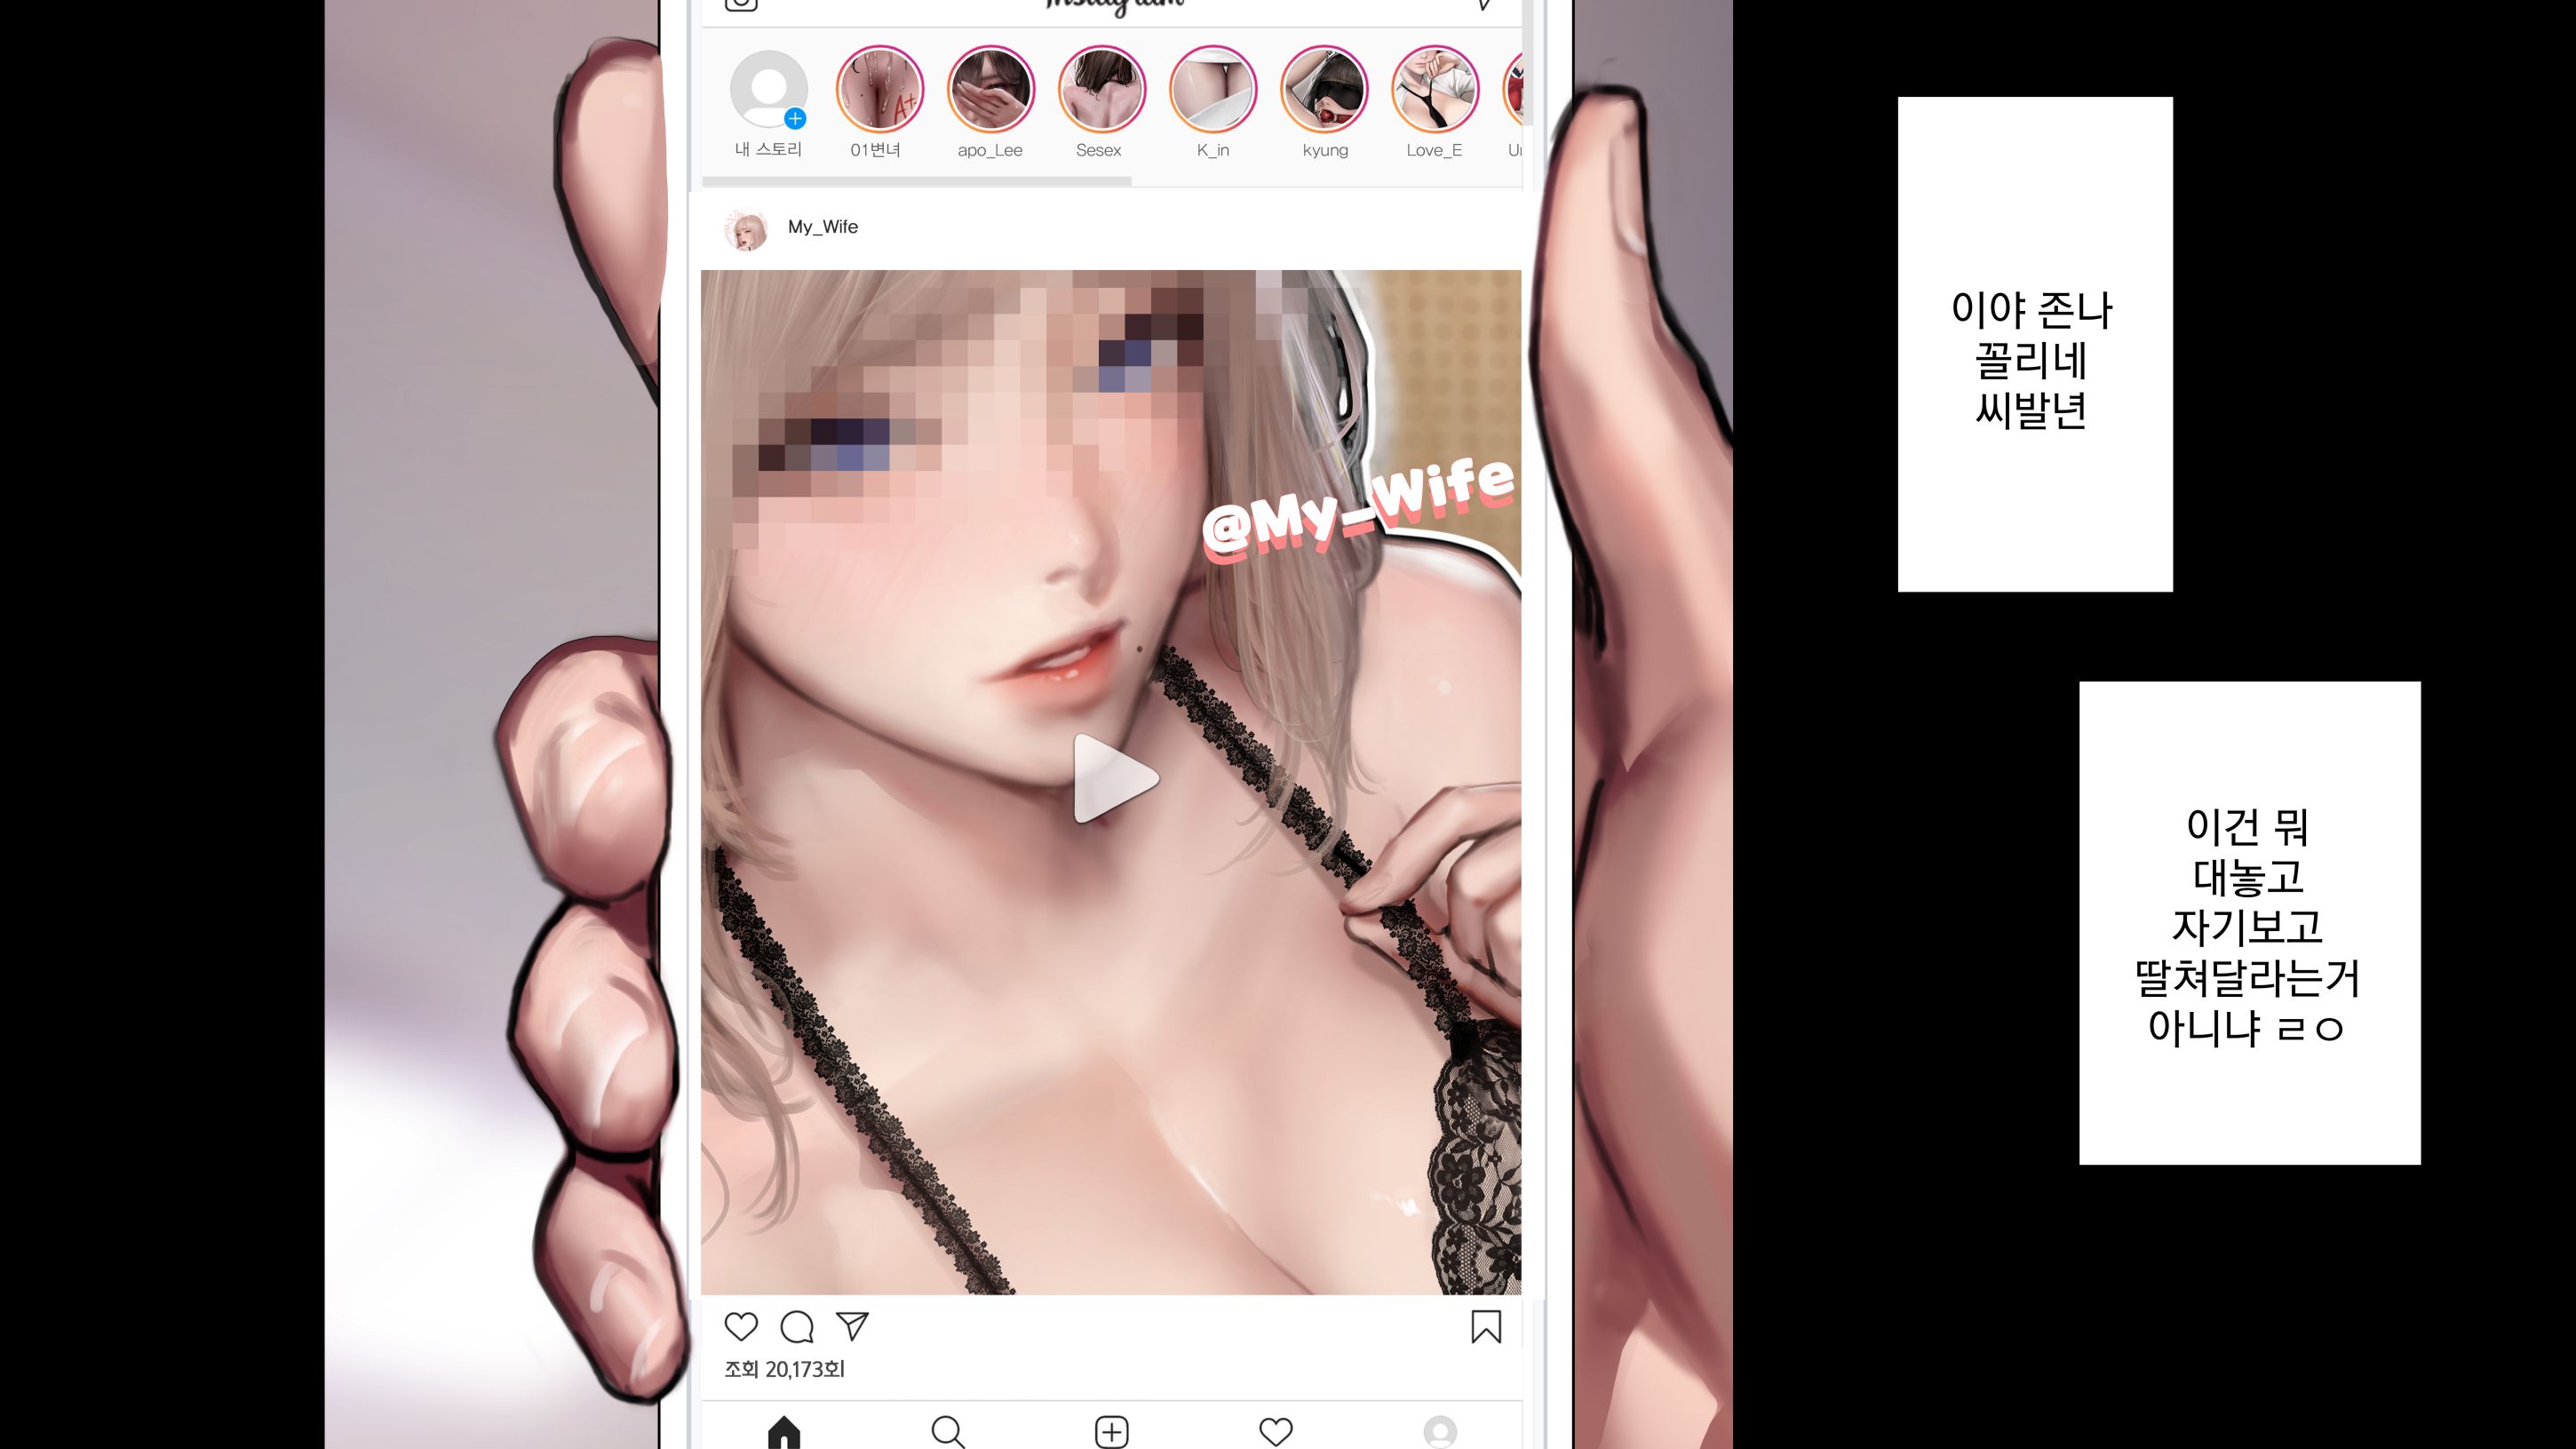 Instagram
내 스토리
01변녀
apo_Lee
Sesex
K_in
kyung
Love_E
A+
My_Wife
@My_Wife
조회 20,173회
이야 존나
꼴리네
씨발년
이건 뭐
대놓고
자기보고
딸쳐달라는거
아니냐 ㄹㅇ